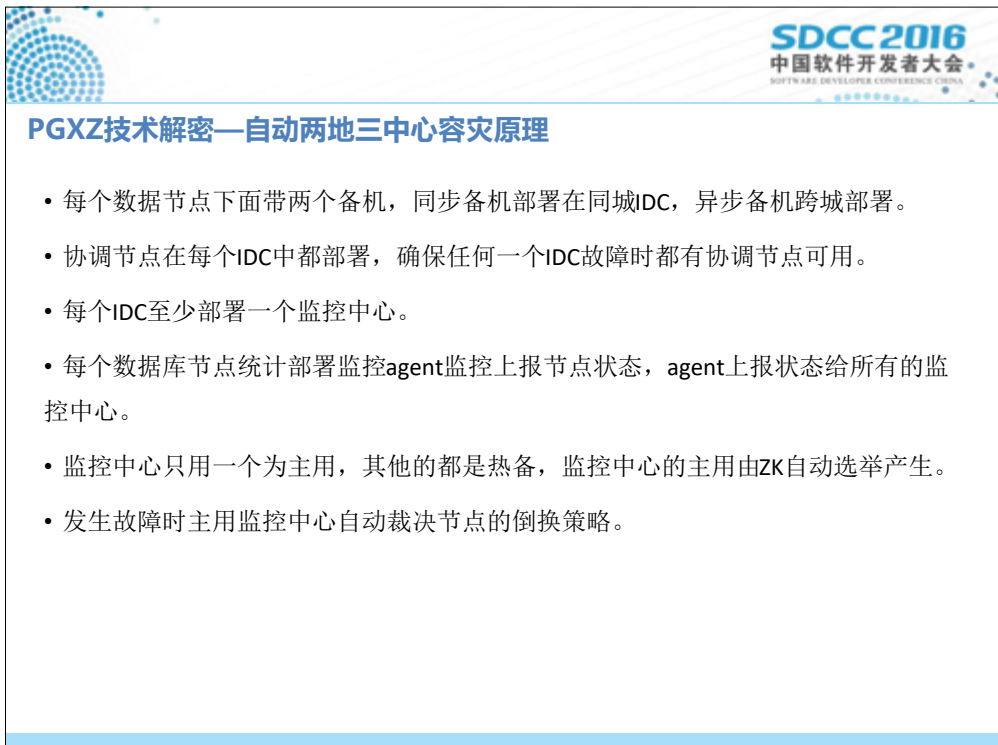 SDCC 2016
中国软件开发者大会
SOFTWARE DEVELOPER CONFERENCE CHINA
PGXZ技术解密—自动两地三中心容灾原理
• 每个数据节点下面带两个备机，同步备机部署在同城IDC，异步备机跨城部署。
• 协调节点在每个IDC中都部署，确保任何一个IDC故障时都有协调节点可用。
• 每个IDC至少部署一个监控中心。
• 每个数据库节点统计部署监控agent监控上报节点状态，agent上报状态给所有的监
控中心。
• 监控中心只用一个为主用，其他的都是热备，监控中心的主用由ZK自动选举产生。
• 发生故障时主用监控中心自动裁决节点的倒换策略。